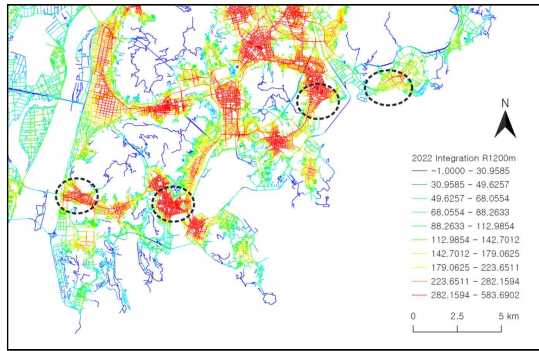 N
2022 Integration R1200m
-1.0000 - 30.9585
30.9585 - 49.6257
49.6257 - 68.0554
68.0554 - 88.2633
88.2633 - 112.9854
112.9854 - 142.7012
142.7012 - 179.0625
179.0625 - 223.6511
223.6511 - 282.1594
282.1594 - 583.6902
0 2.5 5 km